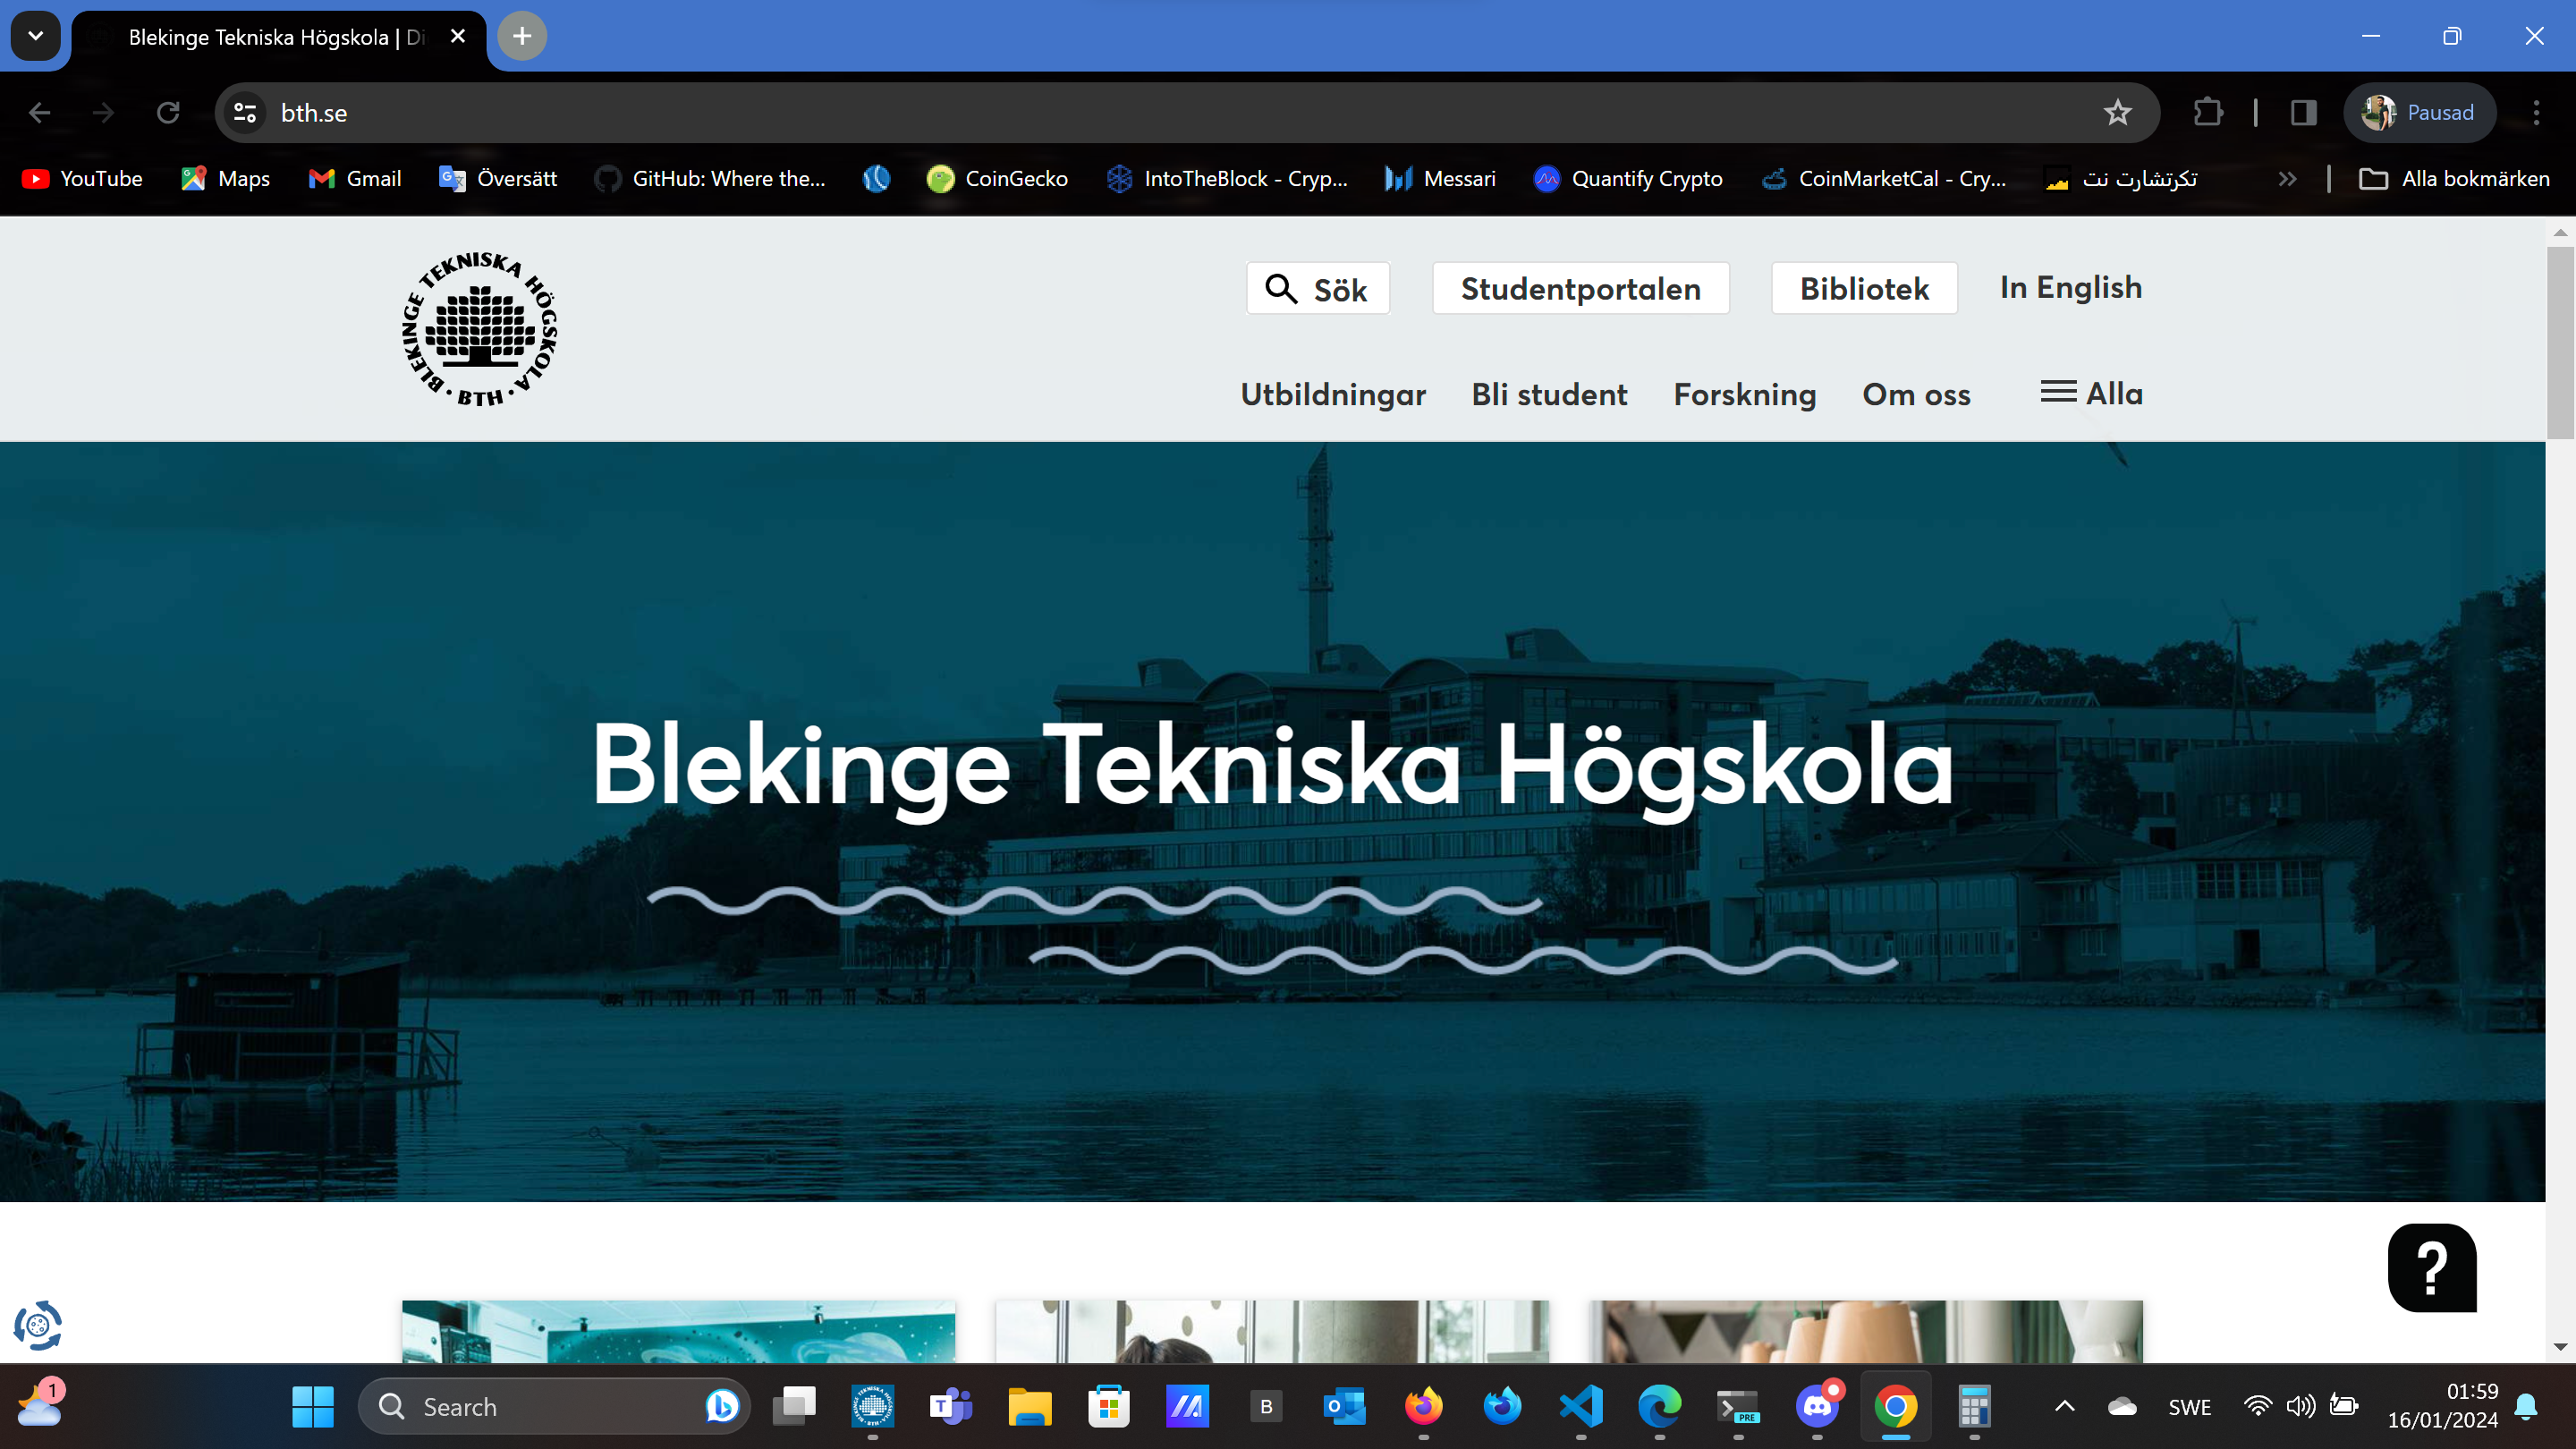 Blekinge Tekniska Högskola | Di
bth.se
Pausad
YouTube
Maps
Gmail
Översätt
GitHub: Where the...
CoinGecko
IntoTheBlock - Cryp...
Messari
Quantify Crypto
CoinMarketCal - Cry...
تكرتشارت نت
Alla bokmärken
BLEKINGE TEKNISKA HÖGSKOLA · BTH ·
Sök
Studentportalen
Bibliotek
In English
Utbildningar
Bli student
Forskning
Om oss
Alla
Blekinge Tekniska Högskola
?
1
Search
T
B
O
PRE
SWE
01:59
16/01/2024